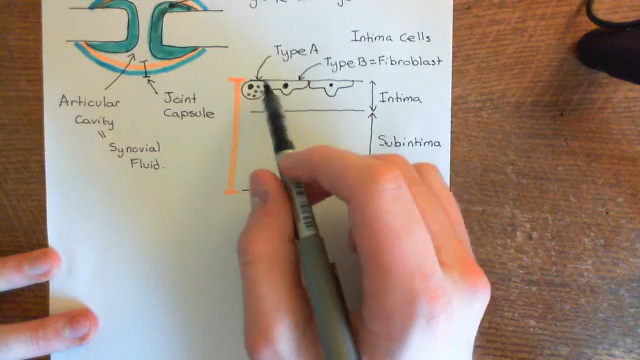 Intima Cells
Type A
Type B = Fibroblast
Intima
Subintima
Articular
Cavity
Synovial
Fluid.
Joint
Capsule